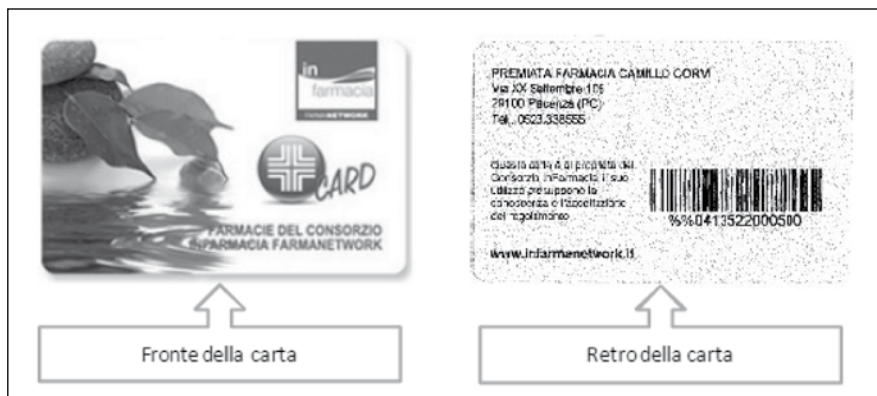 in
farmacia
FARMANETWORK
CARD
FARMACIE DEL CONSORZIO
INFARMACIA FARMANETWORK
PREMIATA FARMACIA CAMILLO CORVI
Via XX Settembre 106
29100 Piacenza (PC)
Tel.: 0523.338555
Questa carta è di proprietà del
Consorzio InFarmacia il suo
utilizzo presuppone la
conoscenza e l'accettazione
del regolamento
%%0413522000500
www.infarmanetwork.it
Fronte della carta
Retro della carta